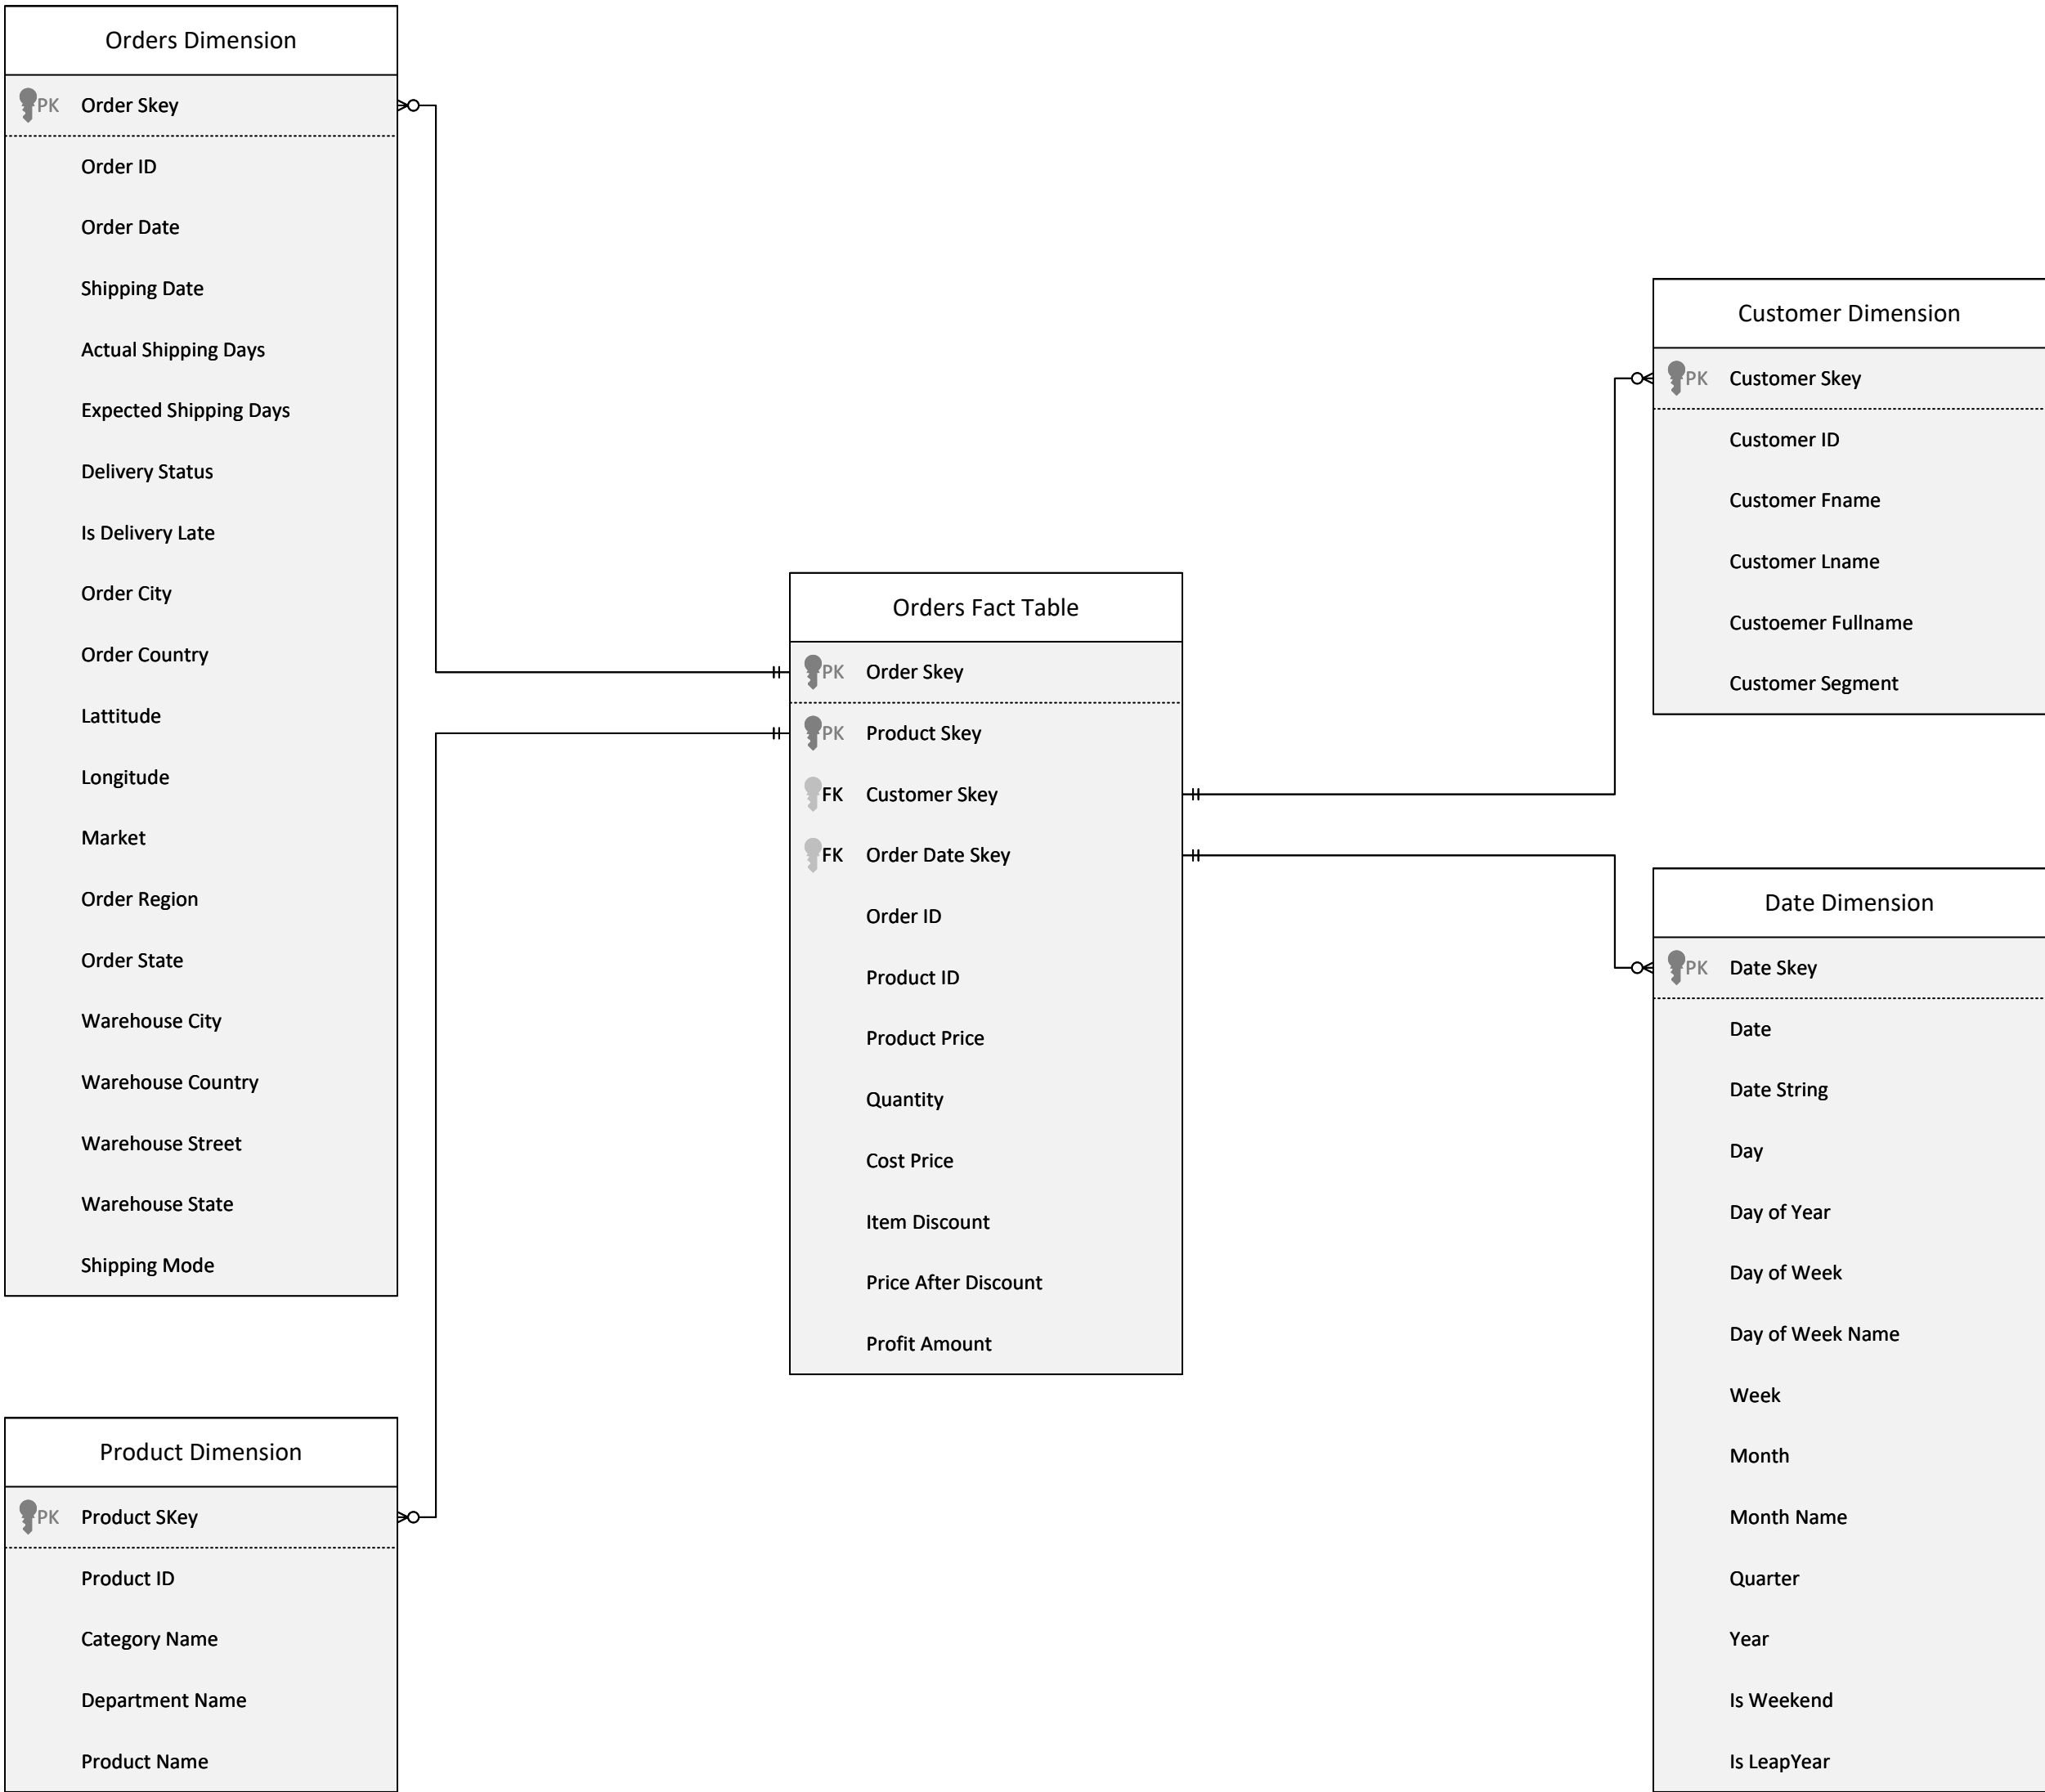 Orders Dimension
PK Order Skey
Order ID
Order Date
Shipping Date
Actual Shipping Days
Expected Shipping Days
Delivery Status
Is Delivery Late
Order City
Order Country
Lattitude
Longitude
Market
Order Region
Order State
Warehouse City
Warehouse Country
Warehouse Street
Warehouse State
Shipping Mode
Product Dimension
PK Product SKey
Product ID
Category Name
Department Name
Product Name
Orders Fact Table
PK Order Skey
PK Product Skey
FK Customer Skey
FK Order Date Skey
Order ID
Product ID
Product Price
Quantity
Cost Price
Item Discount
Price After Discount
Profit Amount
Customer Dimension
PK Customer Skey
Customer ID
Customer Fname
Customer Lname
Custoemer Fullname
Customer Segment
Date Dimension
PK Date Skey
Date
Date String
Day
Day of Year
Day of Week
Day of Week Name
Week
Month
Month Name
Quarter
Year
Is Weekend
Is LeapYear